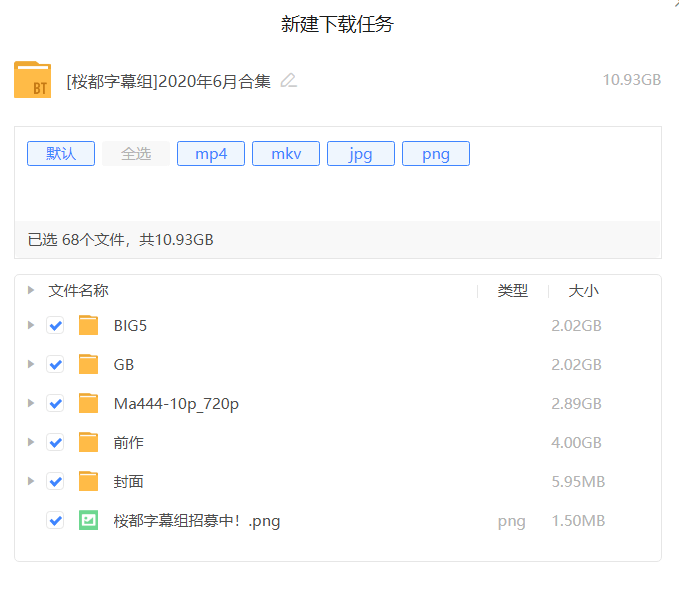 新建下载任务
BT [桜都字幕组]2020年6月合集 10.93GB
默认 全选 mp4 mkv jpg png
已选 68个文件，共10.93GB
文件名称 类型 大小
BIG5 2.02GB
GB 2.02GB
Ma444-10p_720p 2.89GB
前作 4.00GB
封面 5.95MB
桜都字幕组招募中！.png png 1.50MB